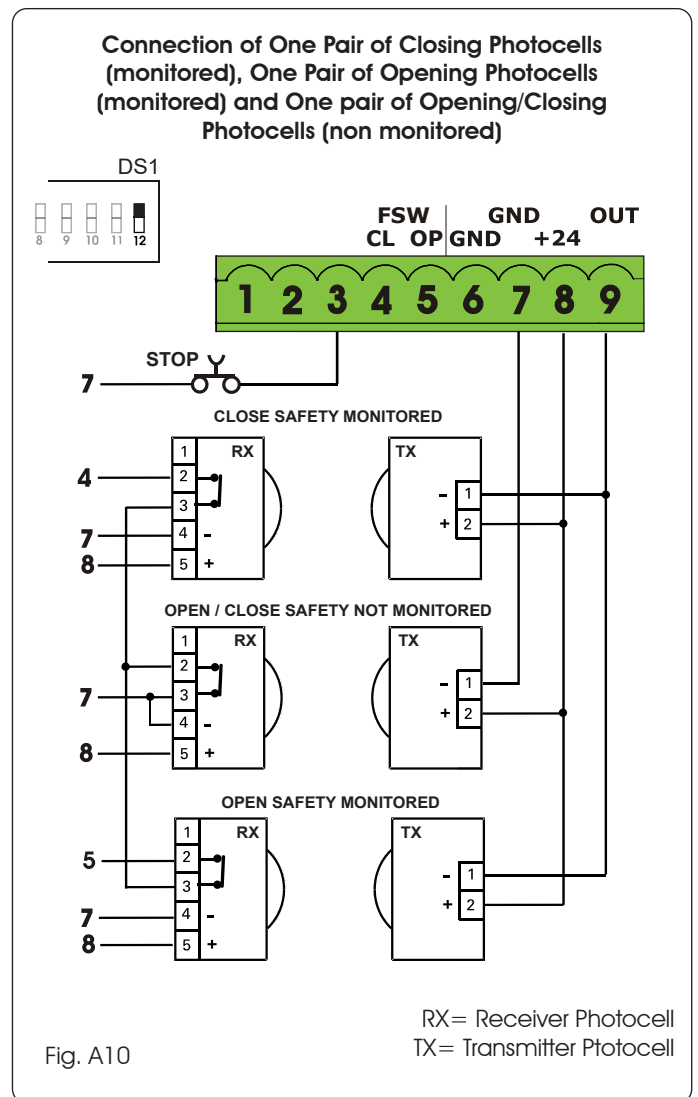 Connection of One Pair of Closing Photocells
(monitored), One Pair of Opening Photocells
(monitored) and One pair of Opening/Closing
Photocells (non monitored)
DS1
8 9 10 11 12
FSW GND OUT
CL OP GND +24
1 2 3 4 5 6 7 8 9
STOP
7
CLOSE SAFETY MONITORED
1 RX TX
4 2
3 - 1
7 4 - + 2
8 5 +
OPEN / CLOSE SAFETY NOT MONITORED
1 RX TX
2
7 3 - 1
4 - + 2
8 5 +
OPEN SAFETY MONITORED
1 RX TX
5 2
3 - 1
7 4 - + 2
8 5 +
RX= Receiver Photocell
Fig. A10 TX= Transmitter Ptotocell